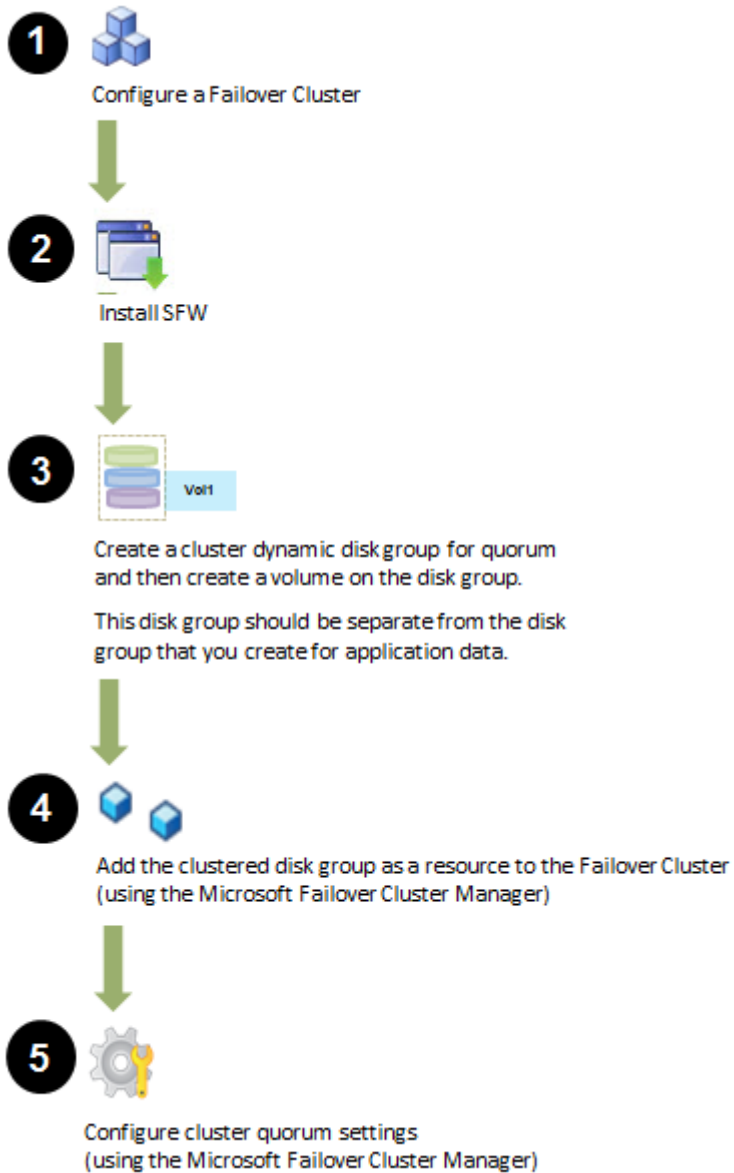 1
Configure a Failover Cluster
2
Install SFW
3
Vol1
Create a cluster dynamic disk group for quorum
and then create a volume on the disk group.
This disk group should be separate from the disk
group that you create for application data.
4
Add the clustered disk group as a resource to the Failover Cluster
(using the Microsoft Failover Cluster Manager)
5
Configure cluster quorum settings
(using the Microsoft Failover Cluster Manager)